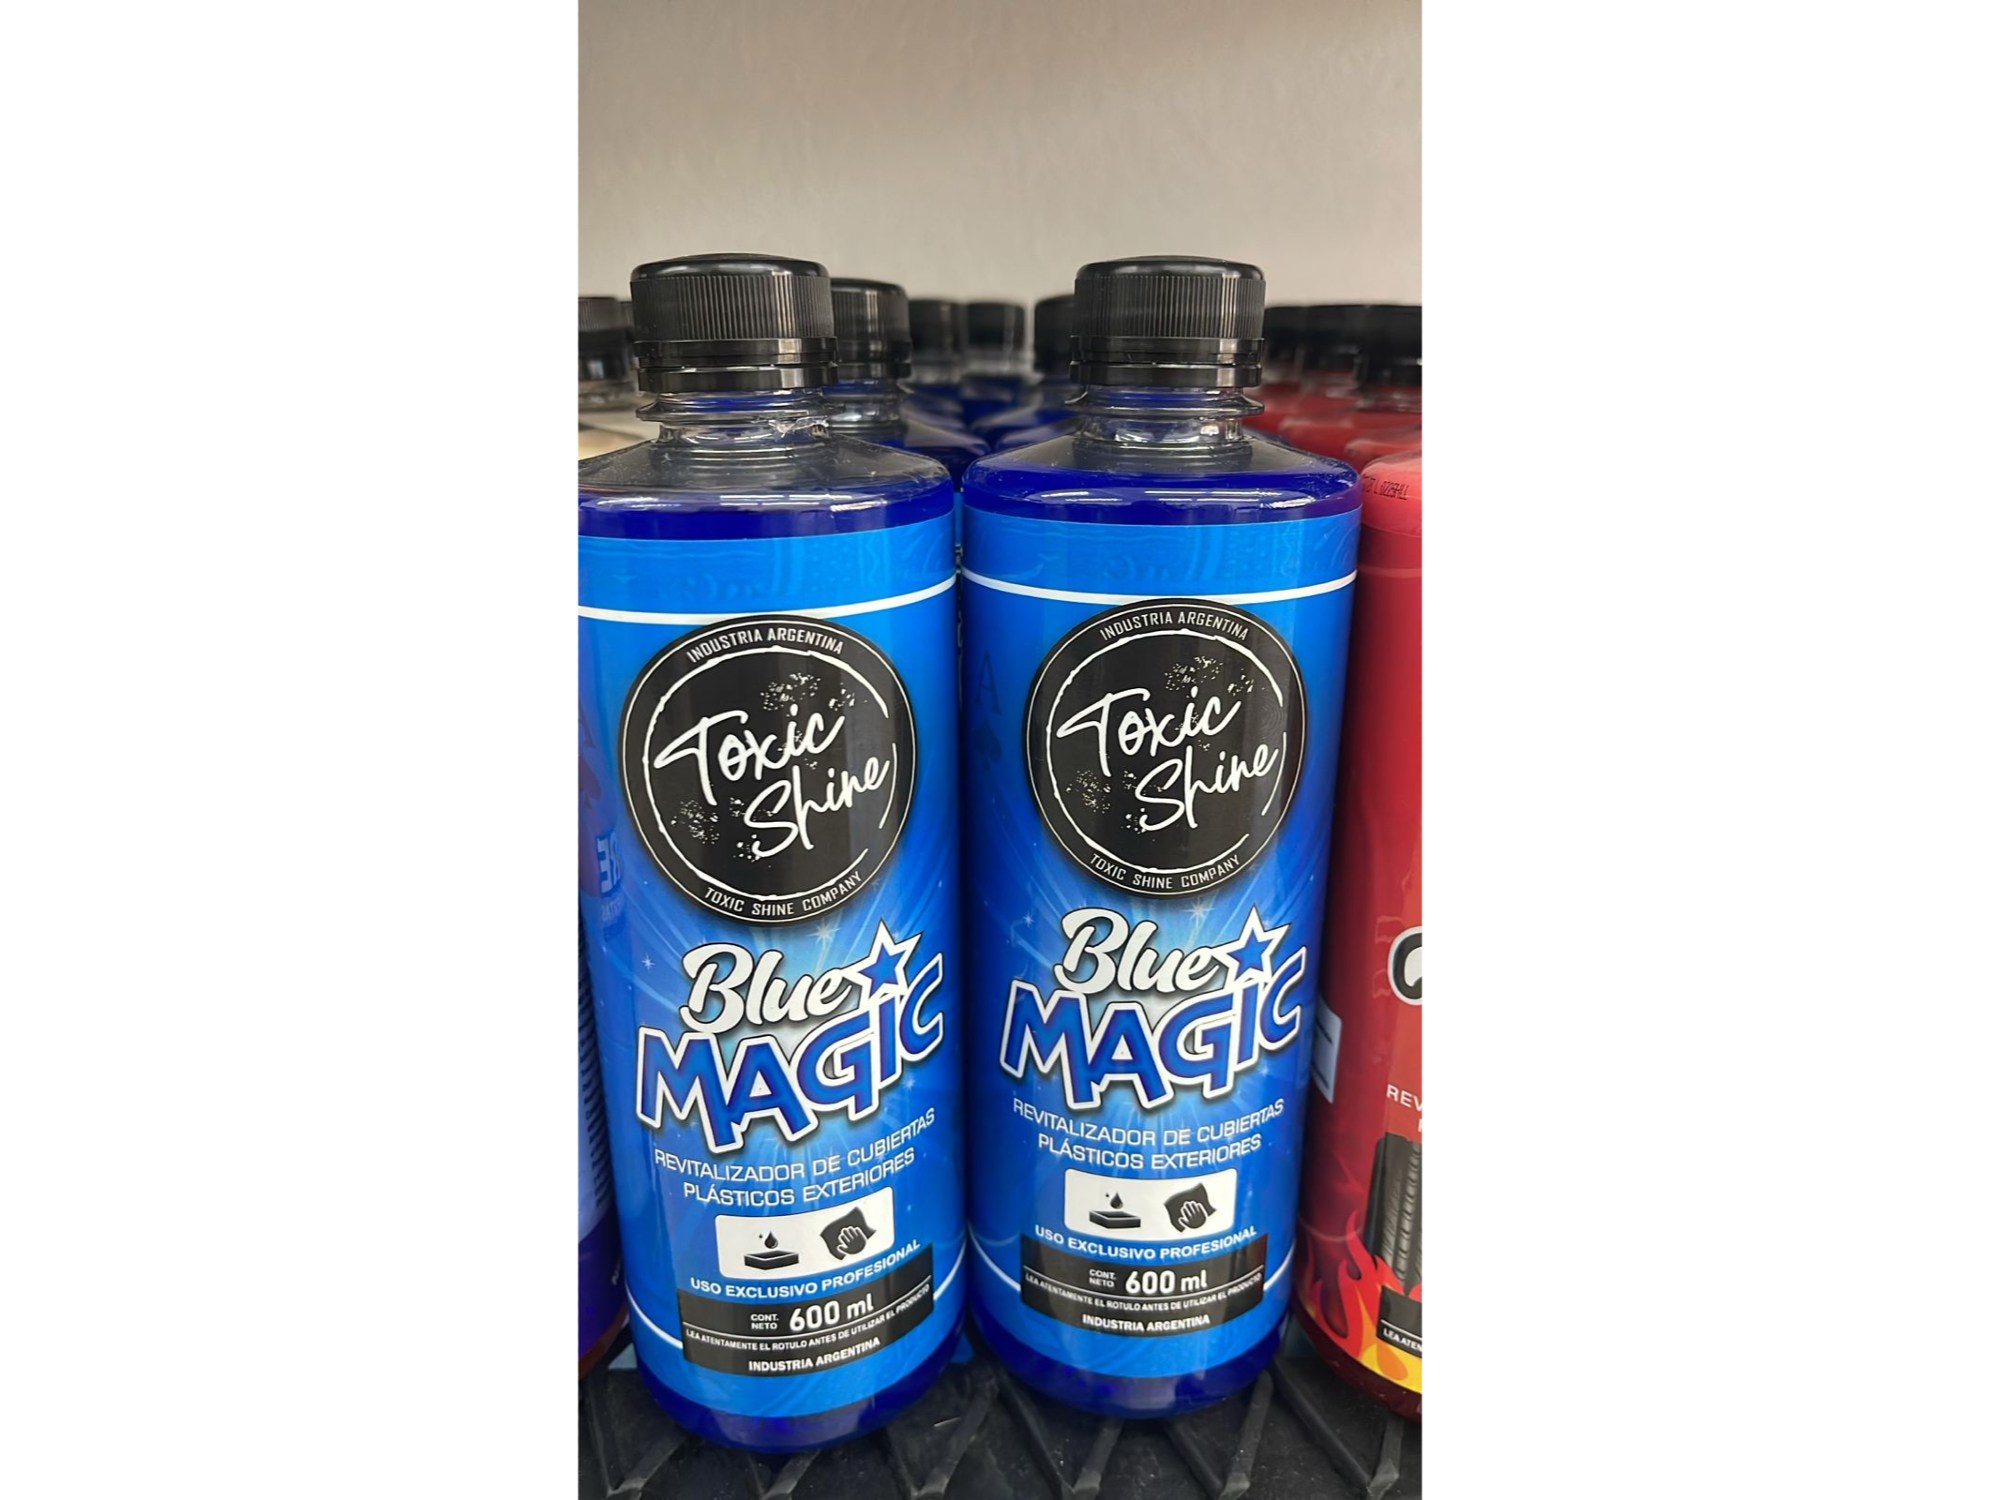 INDUSTRIA ARGENTINA
Toxic
Shine
TOXIC SHINE COMPANY
Blue
MAGIC
REVITALIZADOR DE CUBIERTAS
PLÁSTICOS EXTERIORES
USO EXCLUSIVO PROFESIONAL
CONT.
NETO 600 ml
LEA ATENTAMENTE EL ROTULO ANTES DE UTILIZAR EL PRODUCTO
INDUSTRIA ARGENTINA
INDUSTRIA ARGENTINA
Toxic
Shine
TOXIC SHINE COMPANY
Blue
MAGIC
REVITALIZADOR DE CUBIERTAS
PLÁSTICOS EXTERIORES
USO EXCLUSIVO PROFESIONAL
CONT.
NETO 600 ml
LEA ATENTAMENTE EL ROTULO ANTES DE UTILIZAR EL PRODUCTO
INDUSTRIA ARGENTINA
A
REV
LEA ATEN